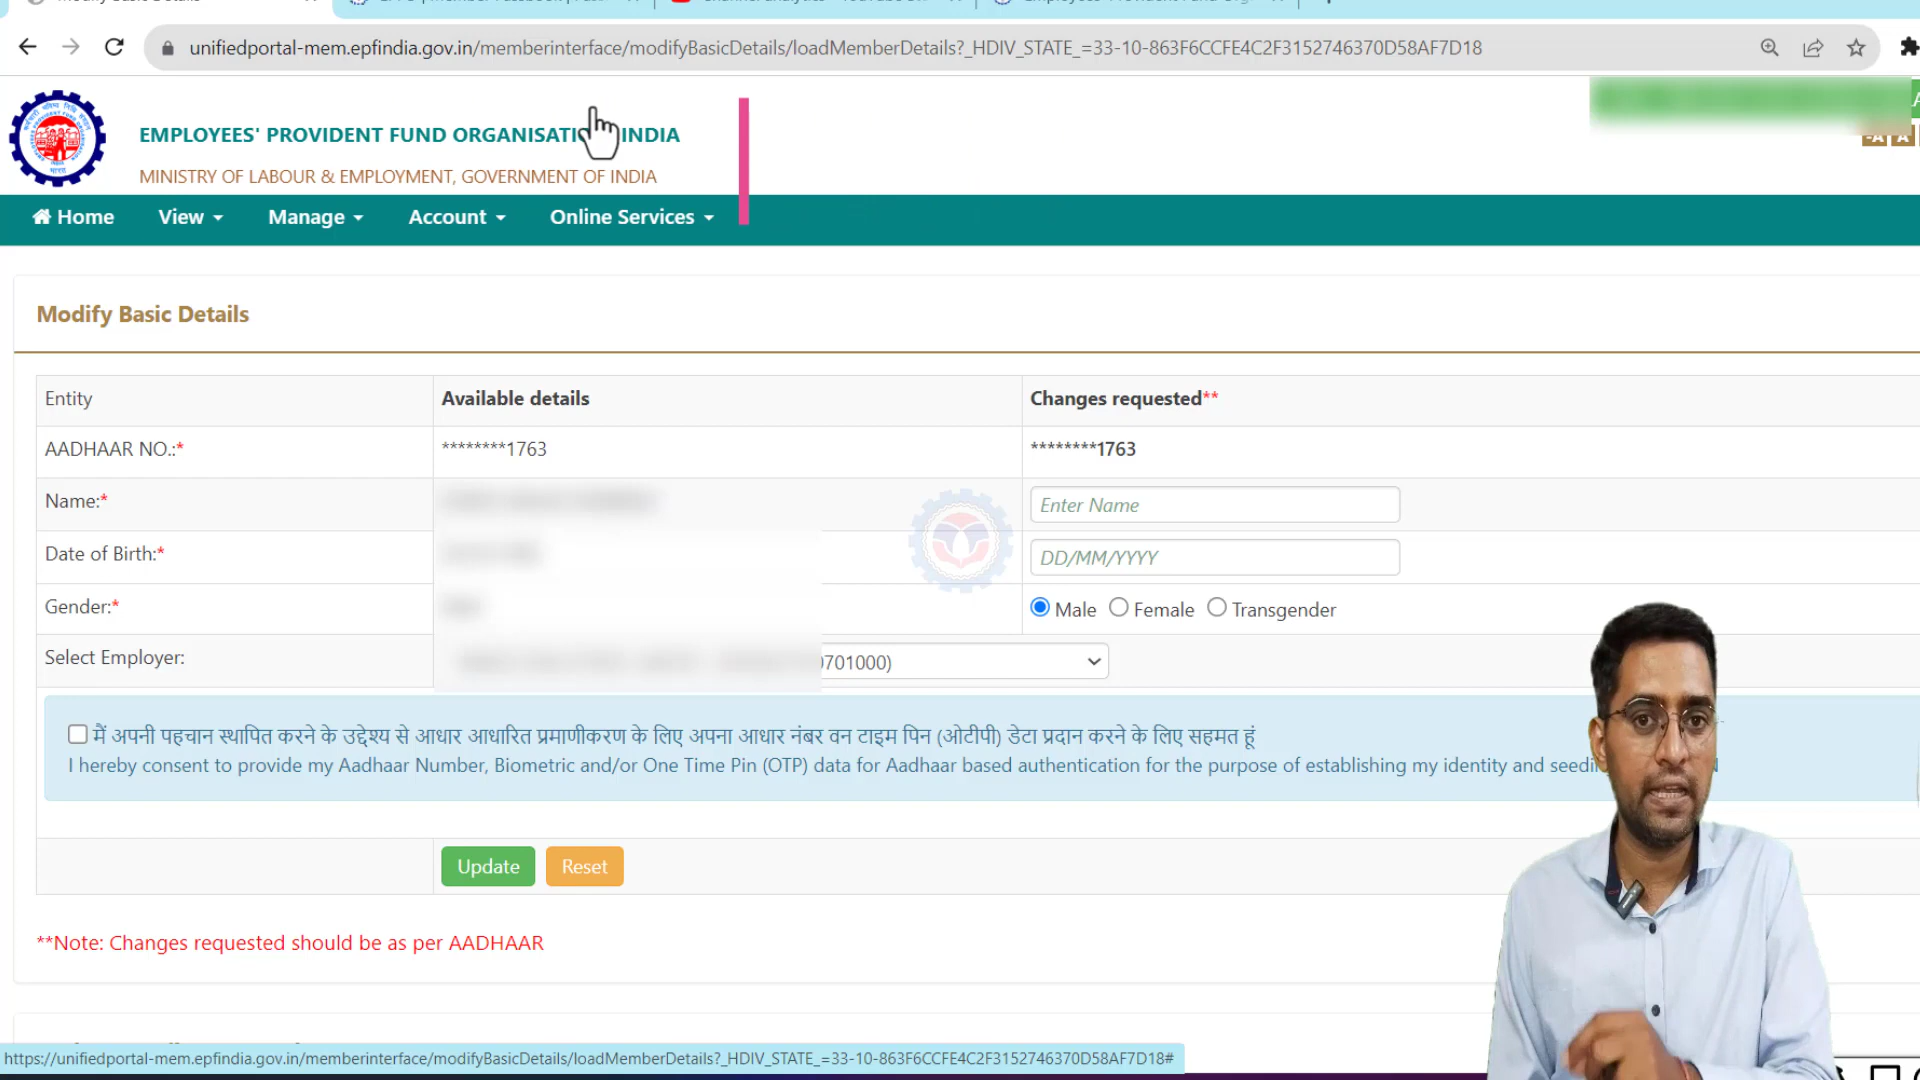 unifiedportal-mem.epfindia.gov.in/memberinterface/modifyBasicDetails/loadMemberDetails?_HDIV_STATE_=33-10-863F6CCFE4C2F3152746370D58AF7D18
EMPLOYEES' PROVIDENT FUND ORGANISATI INDIA
MINISTRY OF LABOUR & EMPLOYMENT, GOVERNMENT OF INDIA
-A A
Home View Manage Account Online Services
Modify Basic Details
Entity Available details Changes requested**
AADHAAR NO.:* ********1763 ********1763
Name:* Enter Name
Date of Birth:* DD/MM/YYYY
Gender:* Male Female Transgender
Select Employer: 0701000)
मैं अपनी पहचान स्थापित करने के उद्देश्य से आधार आधारित प्रमाणीकरण के लिए अपना आधार नंबर वन टाइम पिन (ओटीपी) डेटा प्रदान करने के लिए सहमत हूं
I hereby consent to provide my Aadhaar Number, Biometric and/or One Time Pin (OTP) data for Aadhaar based authentication for the purpose of establishing my identity and
Update Reset
**Note: Changes requested should be as per AADHAAR
https://unifiedportal-mem.epfindia.gov.in/memberinterface/modifyBasicDetails/loadMemberDetails?_HDIV_STATE_=33-10-863F6CCFE4C2F3152746370D58AF7D18#